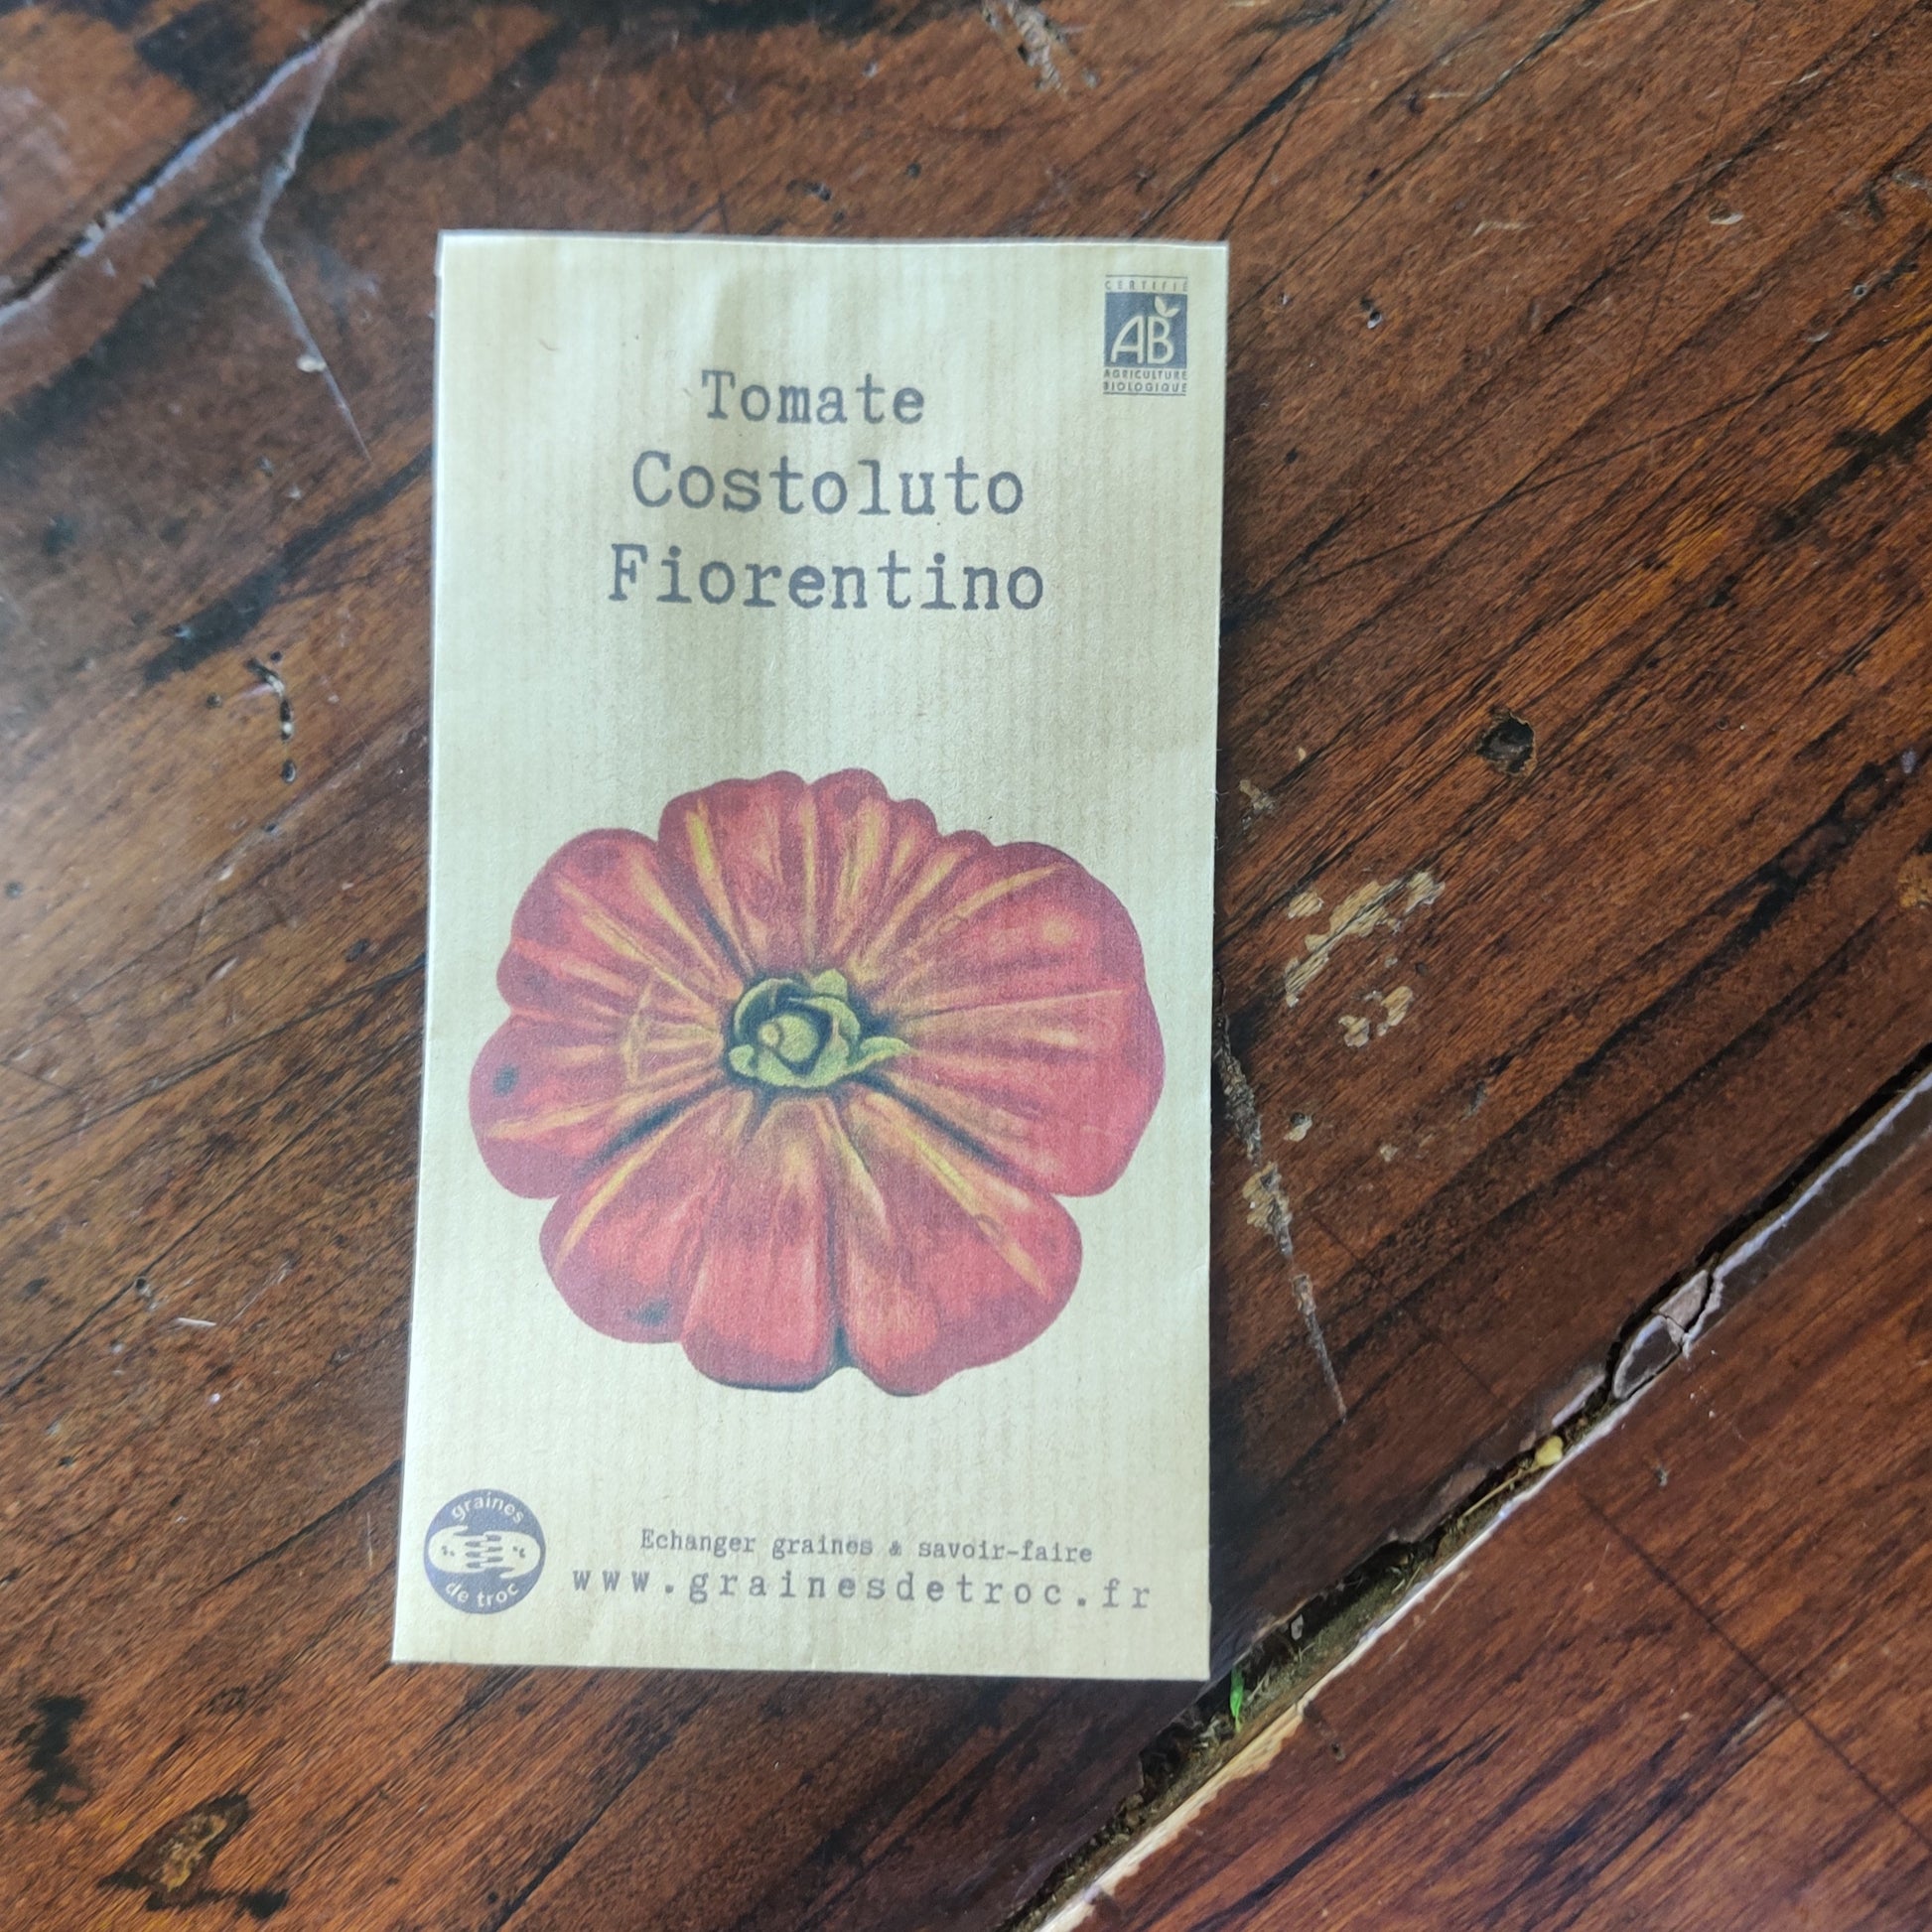 CERTIFIÉ
AB
AGRICULTURE
BIOLOGIQUE
Tomate
Costoluto
Fiorentino
graines
de troc
Echanger graines & savoir-faire
www.grainesdetroc.fr